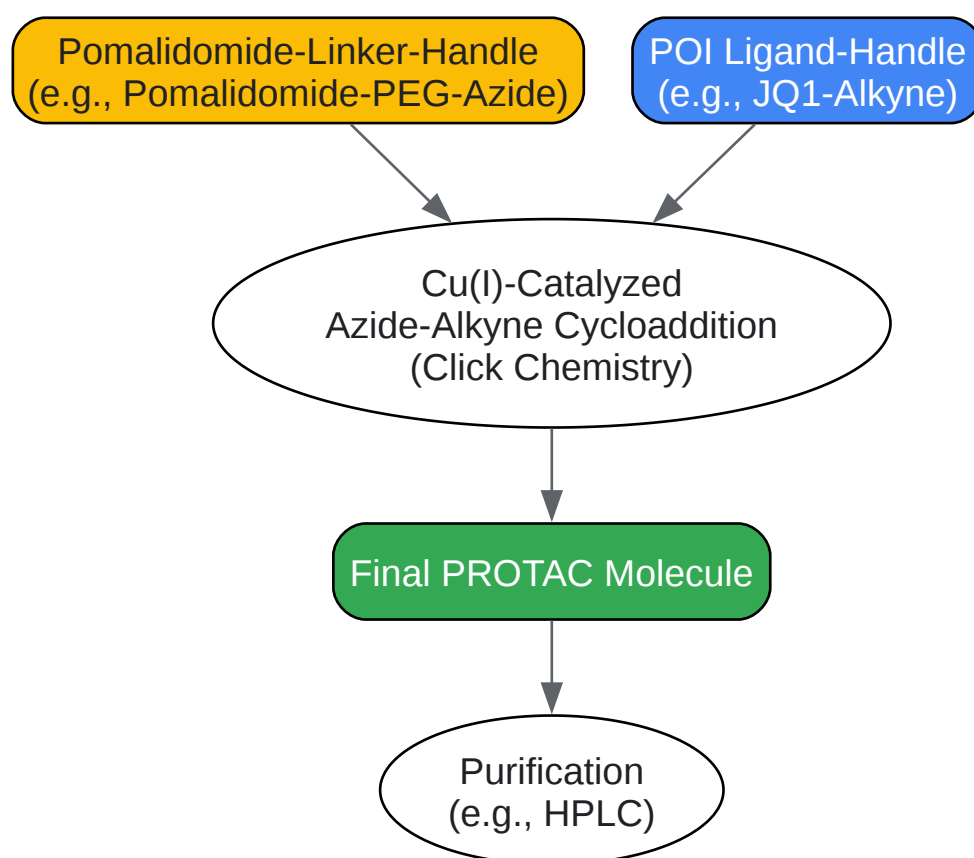 Pomalidomide-Linker-Handle
(e.g., Pomalidomide-PEG-Azide)
POI Ligand-Handle
(e.g., JQ1-Alkyne)
Cu(I)-Catalyzed
Azide-Alkyne Cycloaddition
(Click Chemistry)
Final PROTAC Molecule
Purification
(e.g., HPLC)